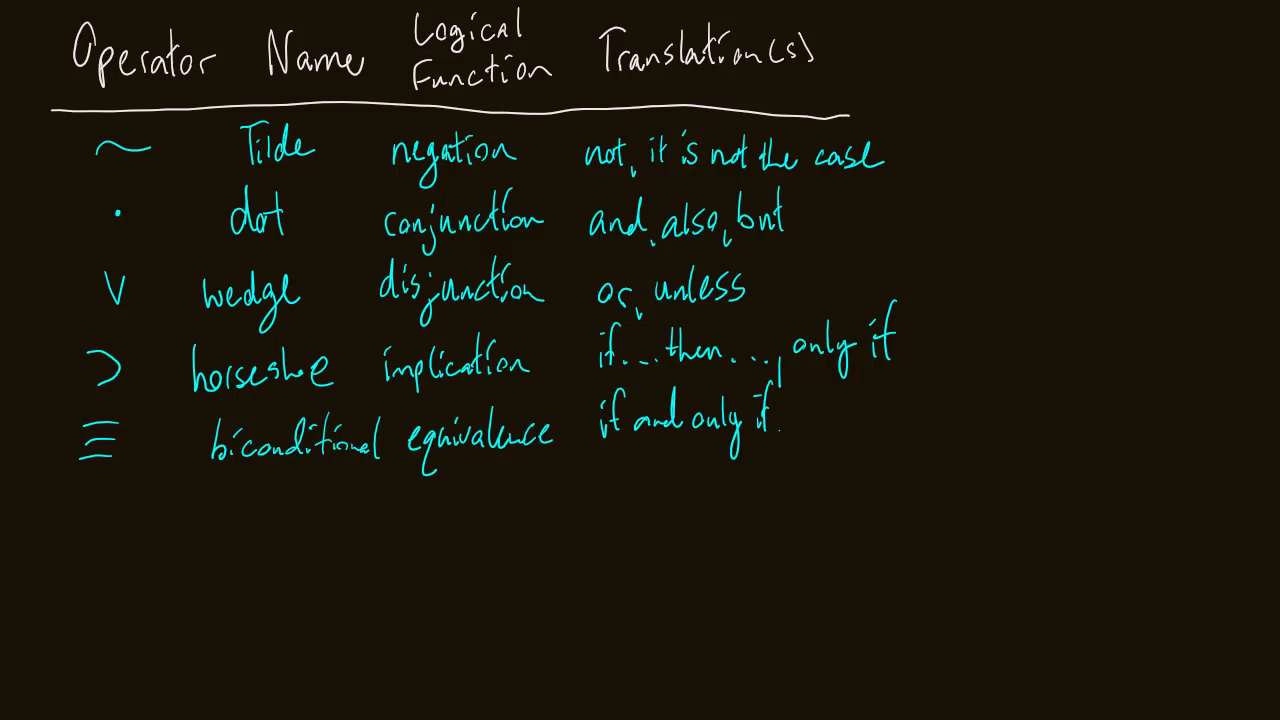 Operator Name Logical Function Translation(s)
~ Tilde negation not, it is not the case
· dot conjunction and, also, but
∨ wedge disjunction or, unless
⊃ horseshoe implication if...then..., only if
≡ biconditional equivalence if and only if.